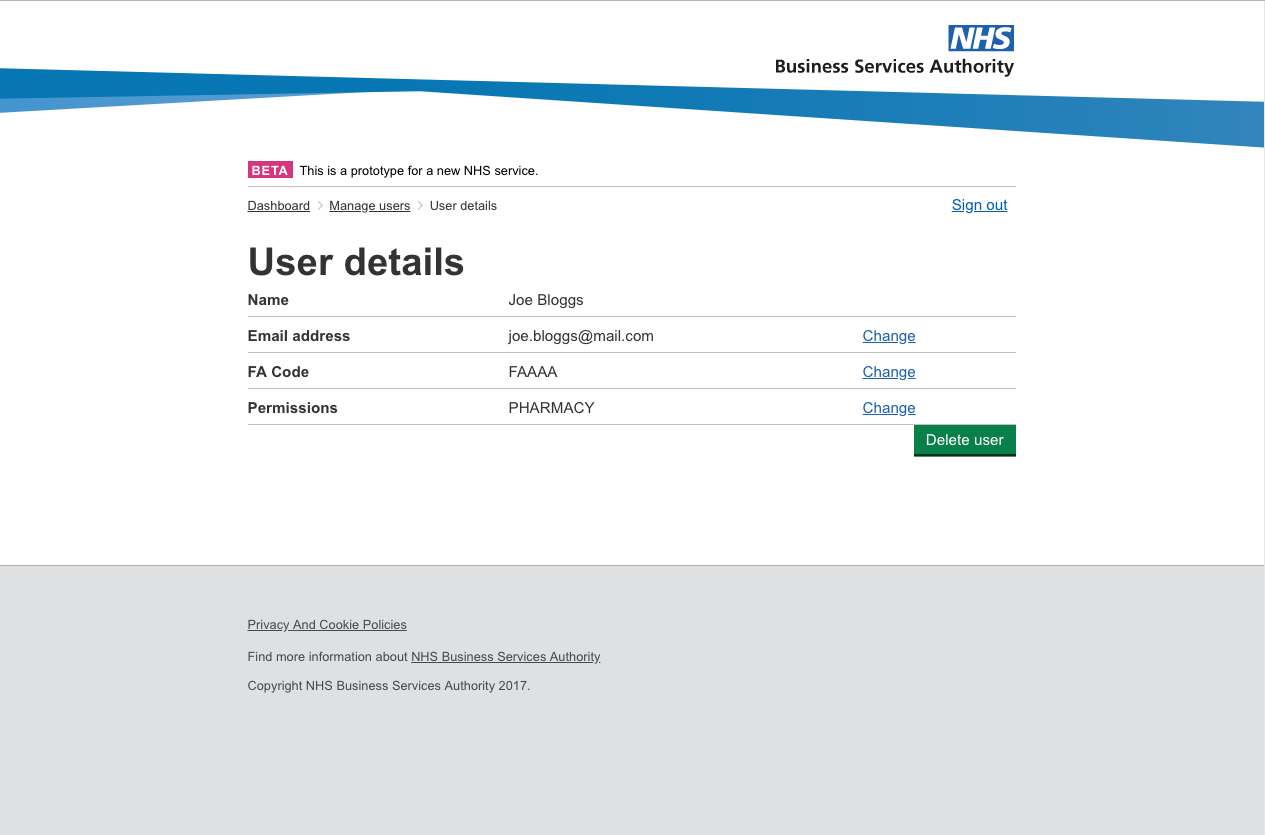 NHS
Business Services Authority
BETA This is a prototype for a new NHS service.
Dashboard > Manage users > User details Sign out
User details
Name Joe Bloggs
Email address joe.bloggs@mail.com Change
FA Code FAAAA Change
Permissions PHARMACY Change
Delete user
Privacy And Cookie Policies
Find more information about NHS Business Services Authority
Copyright NHS Business Services Authority 2017.